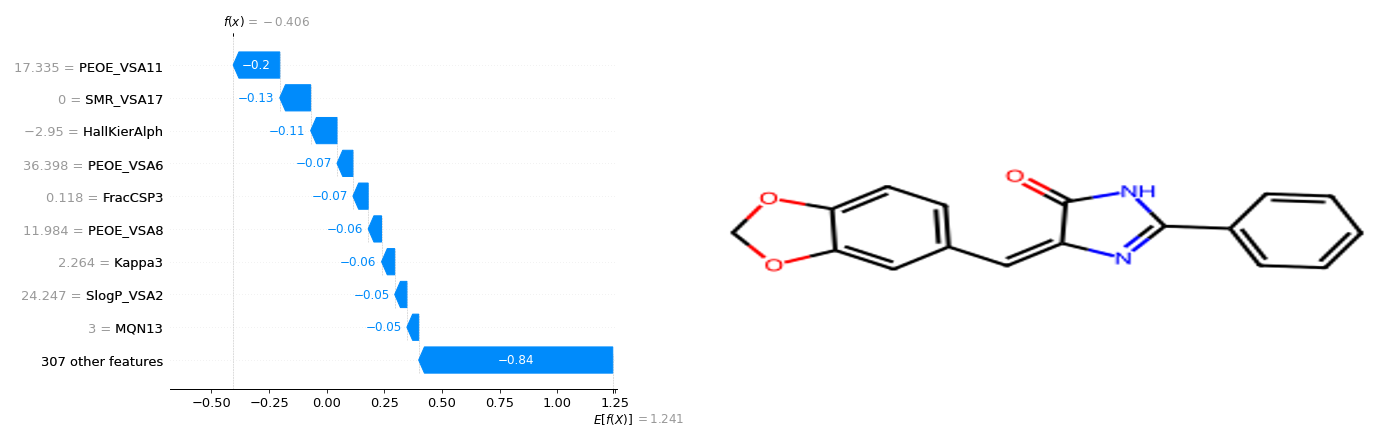 f(x) = −0.406
17.335 = PEOE_VSA11
−0.2
0 = SMR_VSA17
−0.13
−2.95 = HallKierAlph
−0.11
36.398 = PEOE_VSA6
−0.07
0.118 = FracCSP3
−0.07
11.984 = PEOE_VSA8
−0.06
2.264 = Kappa3
−0.06
24.247 = SlogP_VSA2
−0.05
3 = MQN13
−0.05
307 other features
−0.84
−0.50 −0.25 0.00 0.25 0.50 0.75 1.00 1.25
E[f(X)] = 1.241
O
NH
O
O
N